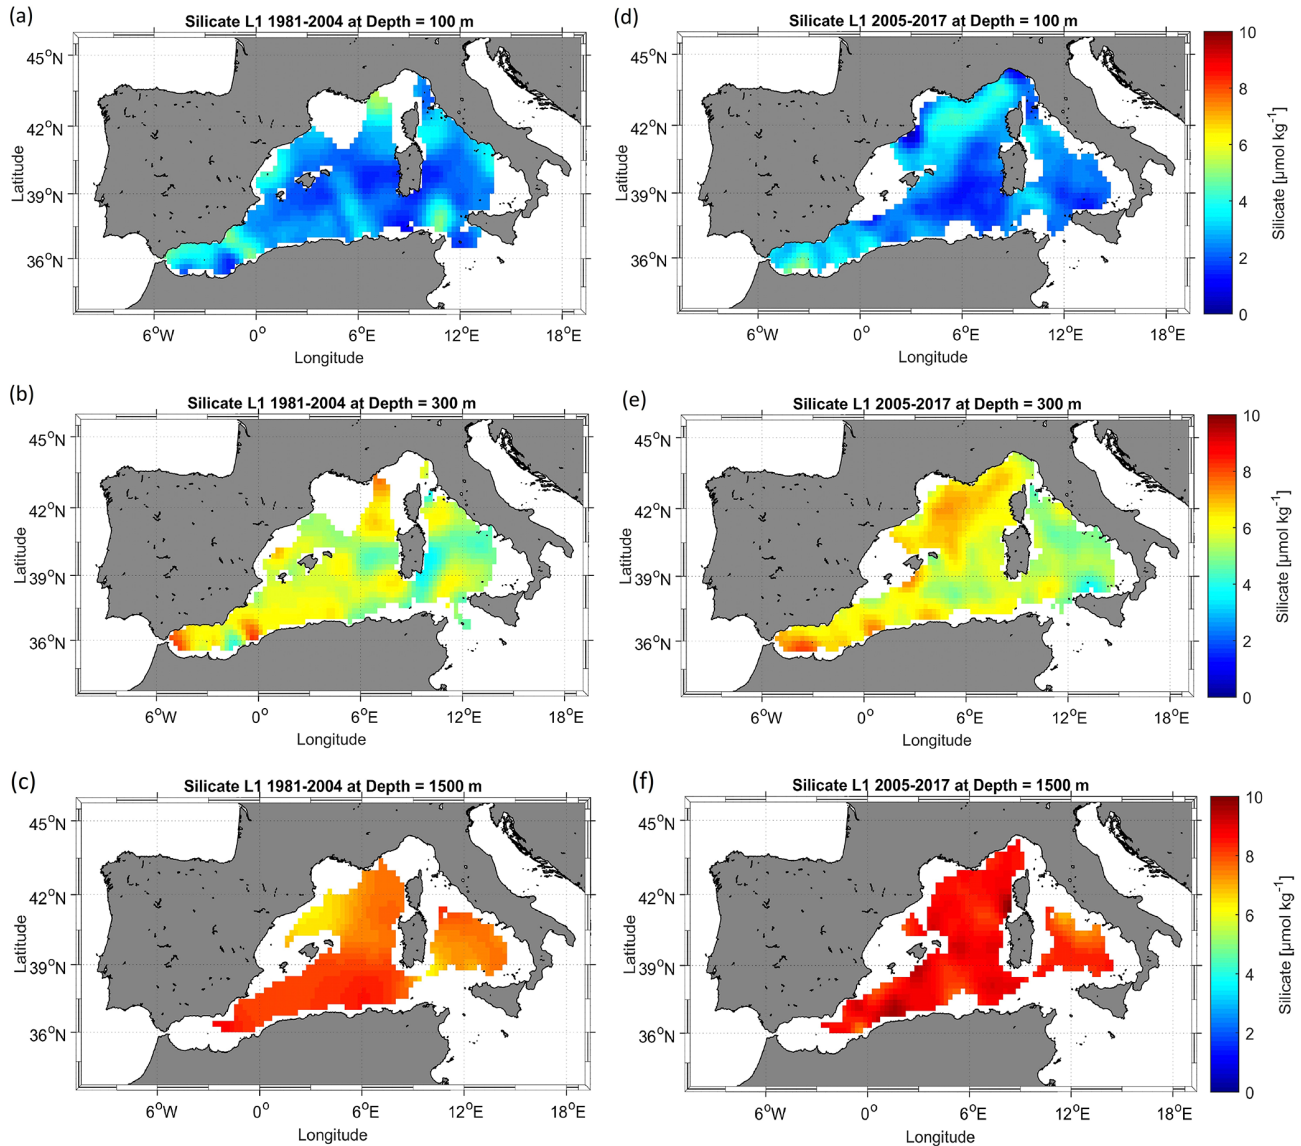 (a)
Silicate L1 1981-2004 at Depth = 100 m
45°N
42°N
39°N
36°N
Latitude
6°W
0°
6°E
12°E
18°E
Longitude
(d)
Silicate L1 2005-2017 at Depth = 100 m
45°N
42°N
39°N
36°N
Latitude
6°W
0°
6°E
12°E
18°E
Longitude
10
8
6
4
2
0
Silicate [μmol kg⁻¹]
(b)
Silicate L1 1981-2004 at Depth = 300 m
45°N
42°N
39°N
36°N
Latitude
6°W
0°
6°E
12°E
18°E
Longitude
(e)
Silicate L1 2005-2017 at Depth = 300 m
45°N
42°N
39°N
36°N
Latitude
6°W
0°
6°E
12°E
18°E
Longitude
10
8
6
4
2
0
Silicate [μmol kg⁻¹]
(c)
Silicate L1 1981-2004 at Depth = 1500 m
45°N
42°N
39°N
36°N
Latitude
6°W
0°
6°E
12°E
18°E
Longitude
(f)
Silicate L1 2005-2017 at Depth = 1500 m
45°N
42°N
39°N
36°N
Latitude
6°W
0°
6°E
12°E
18°E
Longitude
10
8
6
4
2
0
Silicate [μmol kg⁻¹]